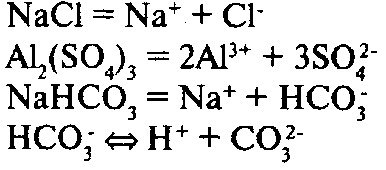 NaCl = Na⁺ + Cl⁻
Al₂(SO₄)₃ = 2Al³⁺ + 3SO₄²⁻
NaHCO₃ = Na⁺ + HCO₃⁻
HCO₃⁻ ⇔ H⁺ + CO₃²⁻